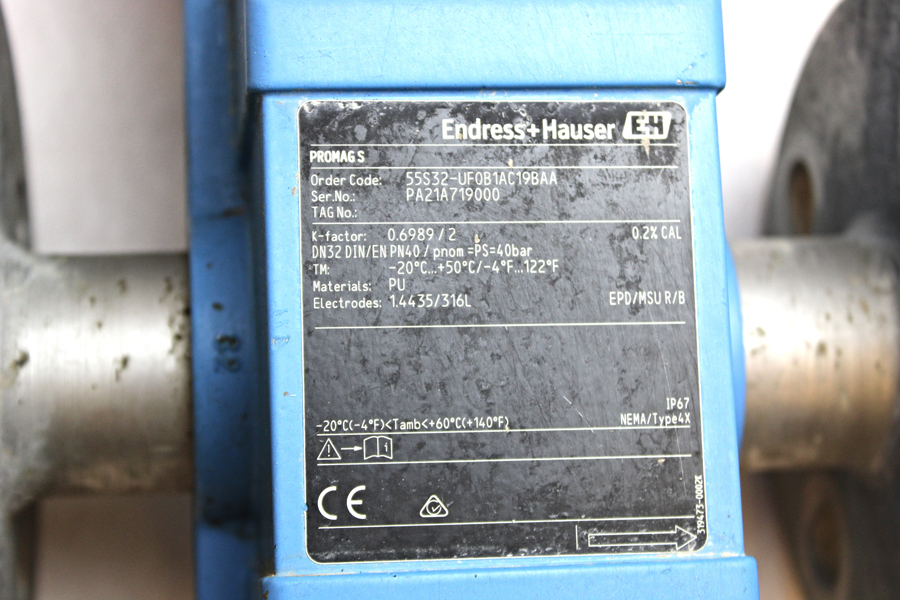 Endress+Hauser EH
PROMAG S
Order Code: 55S32-UF0B1AC19BAA
Ser.No.: PA21A719000
TAG No.:
K-factor: 0.6989 / 2 0.2% CAL
DN32 DIN/EN PN40 / pnom =PS=40bar
TM: -20°C...+50°C/-4°F...122°F
Materials: PU
Electrodes: 1.4435/316L EPD/MSU R/B
IP67
-20°C(-4°F)<Tamb<+60°C(+140°F) NEMA/Type4X
i
CE
319473-0002E